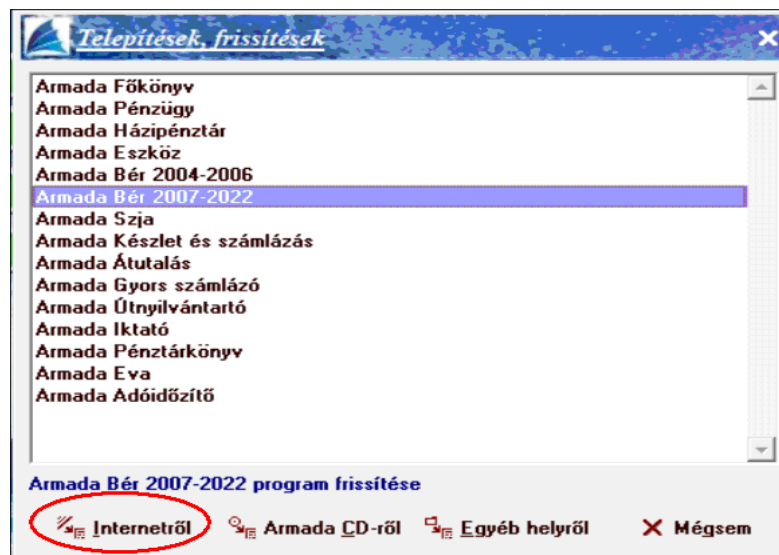 Telepítések, frissítések
Armada Főkönyv
Armada Pénzügy
Armada Házipénztár
Armada Eszköz
Armada Bér 2004-2006
Armada Bér 2007-2022
Armada Szja
Armada Készlet és számlázás
Armada Átutalás
Armada Gyors számlázó
Armada Útnyilvántartó
Armada Iktató
Armada Pénztárkönyv
Armada Eva
Armada Adóidőzítő
Armada Bér 2007-2022 program frissítése
Internetről Armada CD-ről Egyéb helyről Mégsem